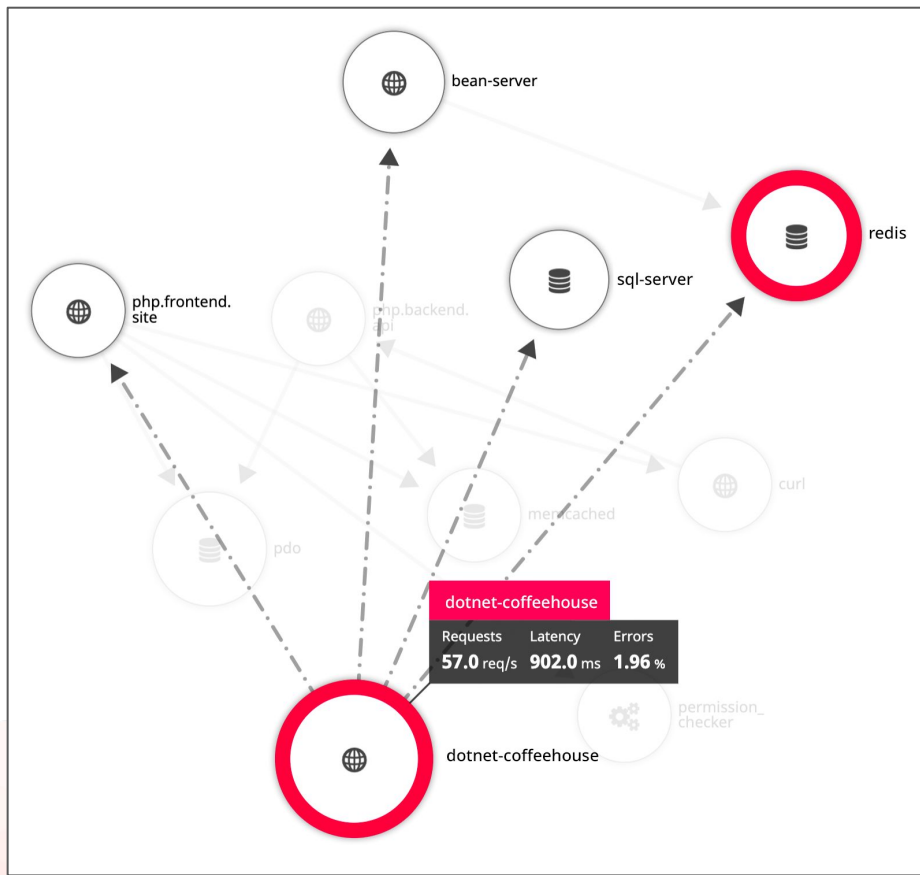 bean-server
redis
sql-server
php.frontend.
site
php.backend.
api
curl
memcached
pdo
dotnet-coffeehouse
Requests Latency Errors
57.0 req/s 902.0 ms 1.96 %
permission_
checker
dotnet-coffeehouse